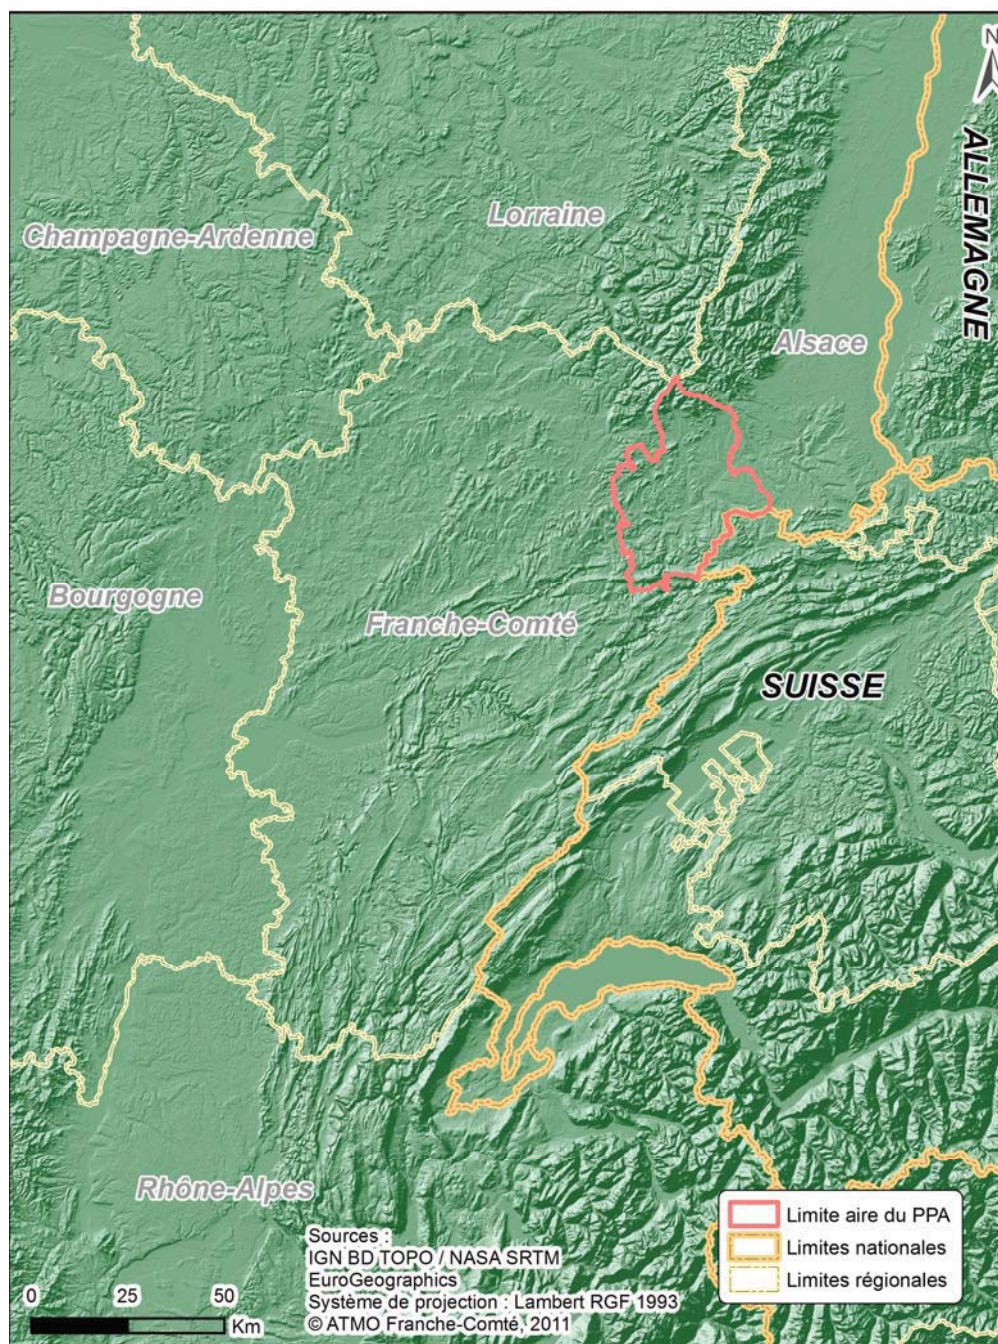 N
ALLEMAGNE
Lorraine
Champagne-Ardenne
Alsace
Bourgogne
Franche-Comté
SUISSE
Rhône-Alpes
Limite aire du PPA
Limites nationales
Limites régionales
Sources :
IGN BD TOPO / NASA SRTM
EuroGeographics
Système de projection : Lambert RGF 1993
© ATMO Franche-Comté, 2011
0 25 50
Km